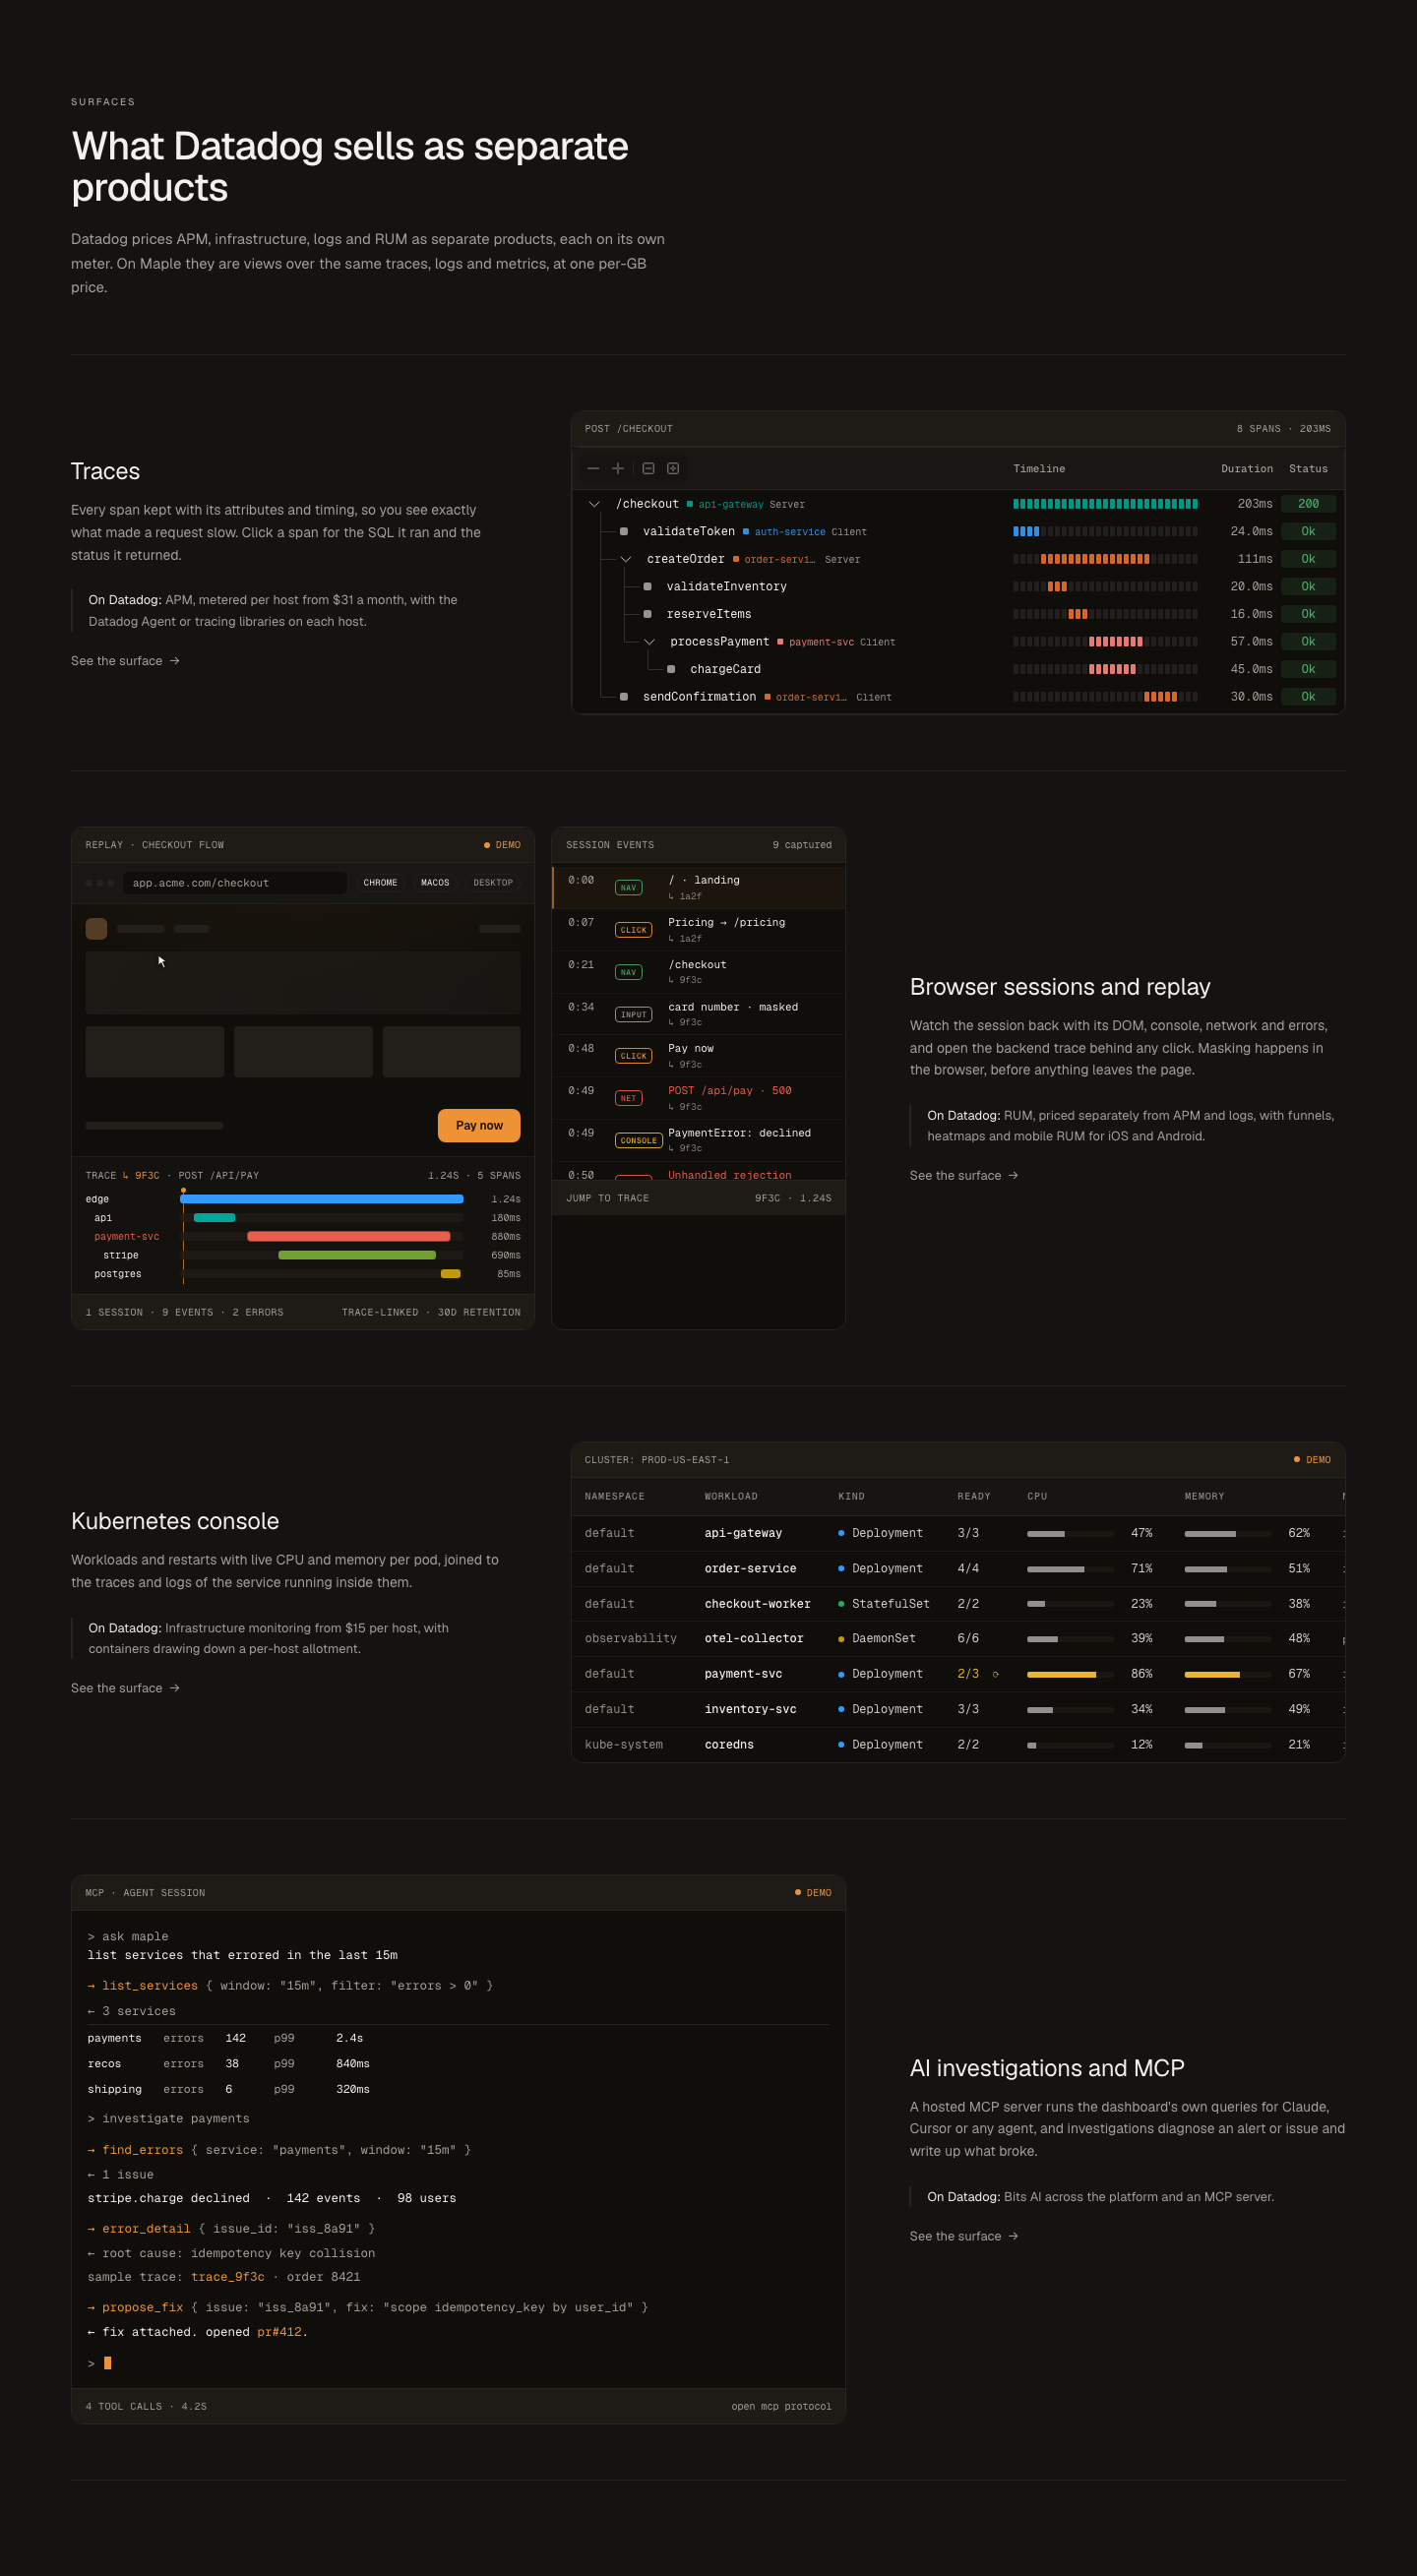 SURFACES
What Datadog sells as separate
products
Datadog prices APM, infrastructure, logs and RUM as separate products, each on its own
meter. On Maple they are views over the same traces, logs and metrics, at one per-GB
price.
Traces
Every span kept with its attributes and timing, so you see exactly
what made a request slow. Click a span for the SQL it ran and the
status it returned.
On Datadog: APM, metered per host from $31 a month, with the
Datadog Agent or tracing libraries on each host.
See the surface →
POST /CHECKOUT 8 SPANS · 203MS
Timeline Duration Status
/checkout api-gateway Server 203ms 200
validateToken auth-service Client 24.0ms Ok
createOrder order-servi… Server 111ms Ok
validateInventory 20.0ms Ok
reserveItems 16.0ms Ok
processPayment payment-svc Client 57.0ms Ok
chargeCard 45.0ms Ok
sendConfirmation order-servi… Client 30.0ms Ok
REPLAY · CHECKOUT FLOW DEMO
app.acme.com/checkout CHROME MACOS DESKTOP
Pay now
TRACE ↳ 9F3C · POST /API/PAY 1.24S · 5 SPANS
edge 1.24s
api 180ms
payment-svc 880ms
stripe 690ms
postgres 85ms
1 SESSION · 9 EVENTS · 2 ERRORS TRACE-LINKED · 30D RETENTION
SESSION EVENTS 9 captured
0:00 NAV / · landing
↳ 1a2f
0:07 CLICK Pricing → /pricing
↳ 1a2f
0:21 NAV /checkout
↳ 9f3c
0:34 INPUT card number · masked
↳ 9f3c
0:48 CLICK Pay now
↳ 9f3c
0:49 NET POST /api/pay · 500
↳ 9f3c
0:49 CONSOLE PaymentError: declined
↳ 9f3c
0:50 Unhandled rejection
JUMP TO TRACE 9F3C · 1.24S
Browser sessions and replay
Watch the session back with its DOM, console, network and errors,
and open the backend trace behind any click. Masking happens in
the browser, before anything leaves the page.
On Datadog: RUM, priced separately from APM and logs, with funnels,
heatmaps and mobile RUM for iOS and Android.
See the surface →
Kubernetes console
Workloads and restarts with live CPU and memory per pod, joined to
the traces and logs of the service running inside them.
On Datadog: Infrastructure monitoring from $15 per host, with
containers drawing down a per-host allotment.
See the surface →
CLUSTER: PROD-US-EAST-1 DEMO
NAMESPACE WORKLOAD KIND READY CPU MEMORY
default api-gateway Deployment 3/3 47% 62%
default order-service Deployment 4/4 71% 51%
default checkout-worker StatefulSet 2/2 23% 38%
observability otel-collector DaemonSet 6/6 39% 48%
default payment-svc Deployment 2/3 ⟳ 86% 67%
default inventory-svc Deployment 3/3 34% 49%
kube-system coredns Deployment 2/2 12% 21%
MCP · AGENT SESSION DEMO
> ask maple
list services that errored in the last 15m
→ list_services { window: "15m", filter: "errors > 0" }
← 3 services
payments errors 142 p99 2.4s
recos errors 38 p99 840ms
shipping errors 6 p99 320ms
> investigate payments
→ find_errors { service: "payments", window: "15m" }
← 1 issue
stripe.charge declined · 142 events · 98 users
→ error_detail { issue_id: "iss_8a91" }
← root cause: idempotency key collision
sample trace: trace_9f3c · order 8421
→ propose_fix { issue: "iss_8a91", fix: "scope idempotency_key by user_id" }
← fix attached. opened pr#412.
>
4 TOOL CALLS · 4.2S open mcp protocol
AI investigations and MCP
A hosted MCP server runs the dashboard's own queries for Claude,
Cursor or any agent, and investigations diagnose an alert or issue and
write up what broke.
On Datadog: Bits AI across the platform and an MCP server.
See the surface →